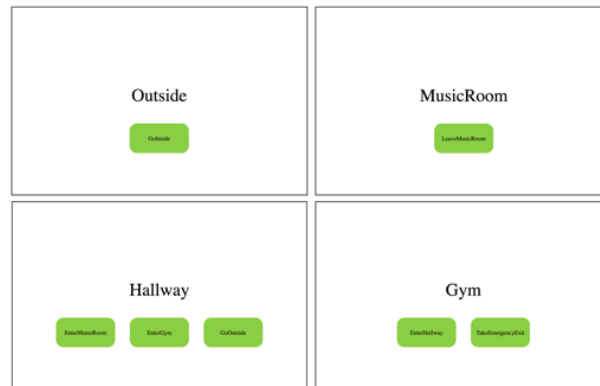 Outside
GoInside
MusicRoom
LeaveMusicRoom
Hallway
EnterMusicRoom
EnterGym
GoOutside
Gym
EnterHallway
TakeEmergencyExit